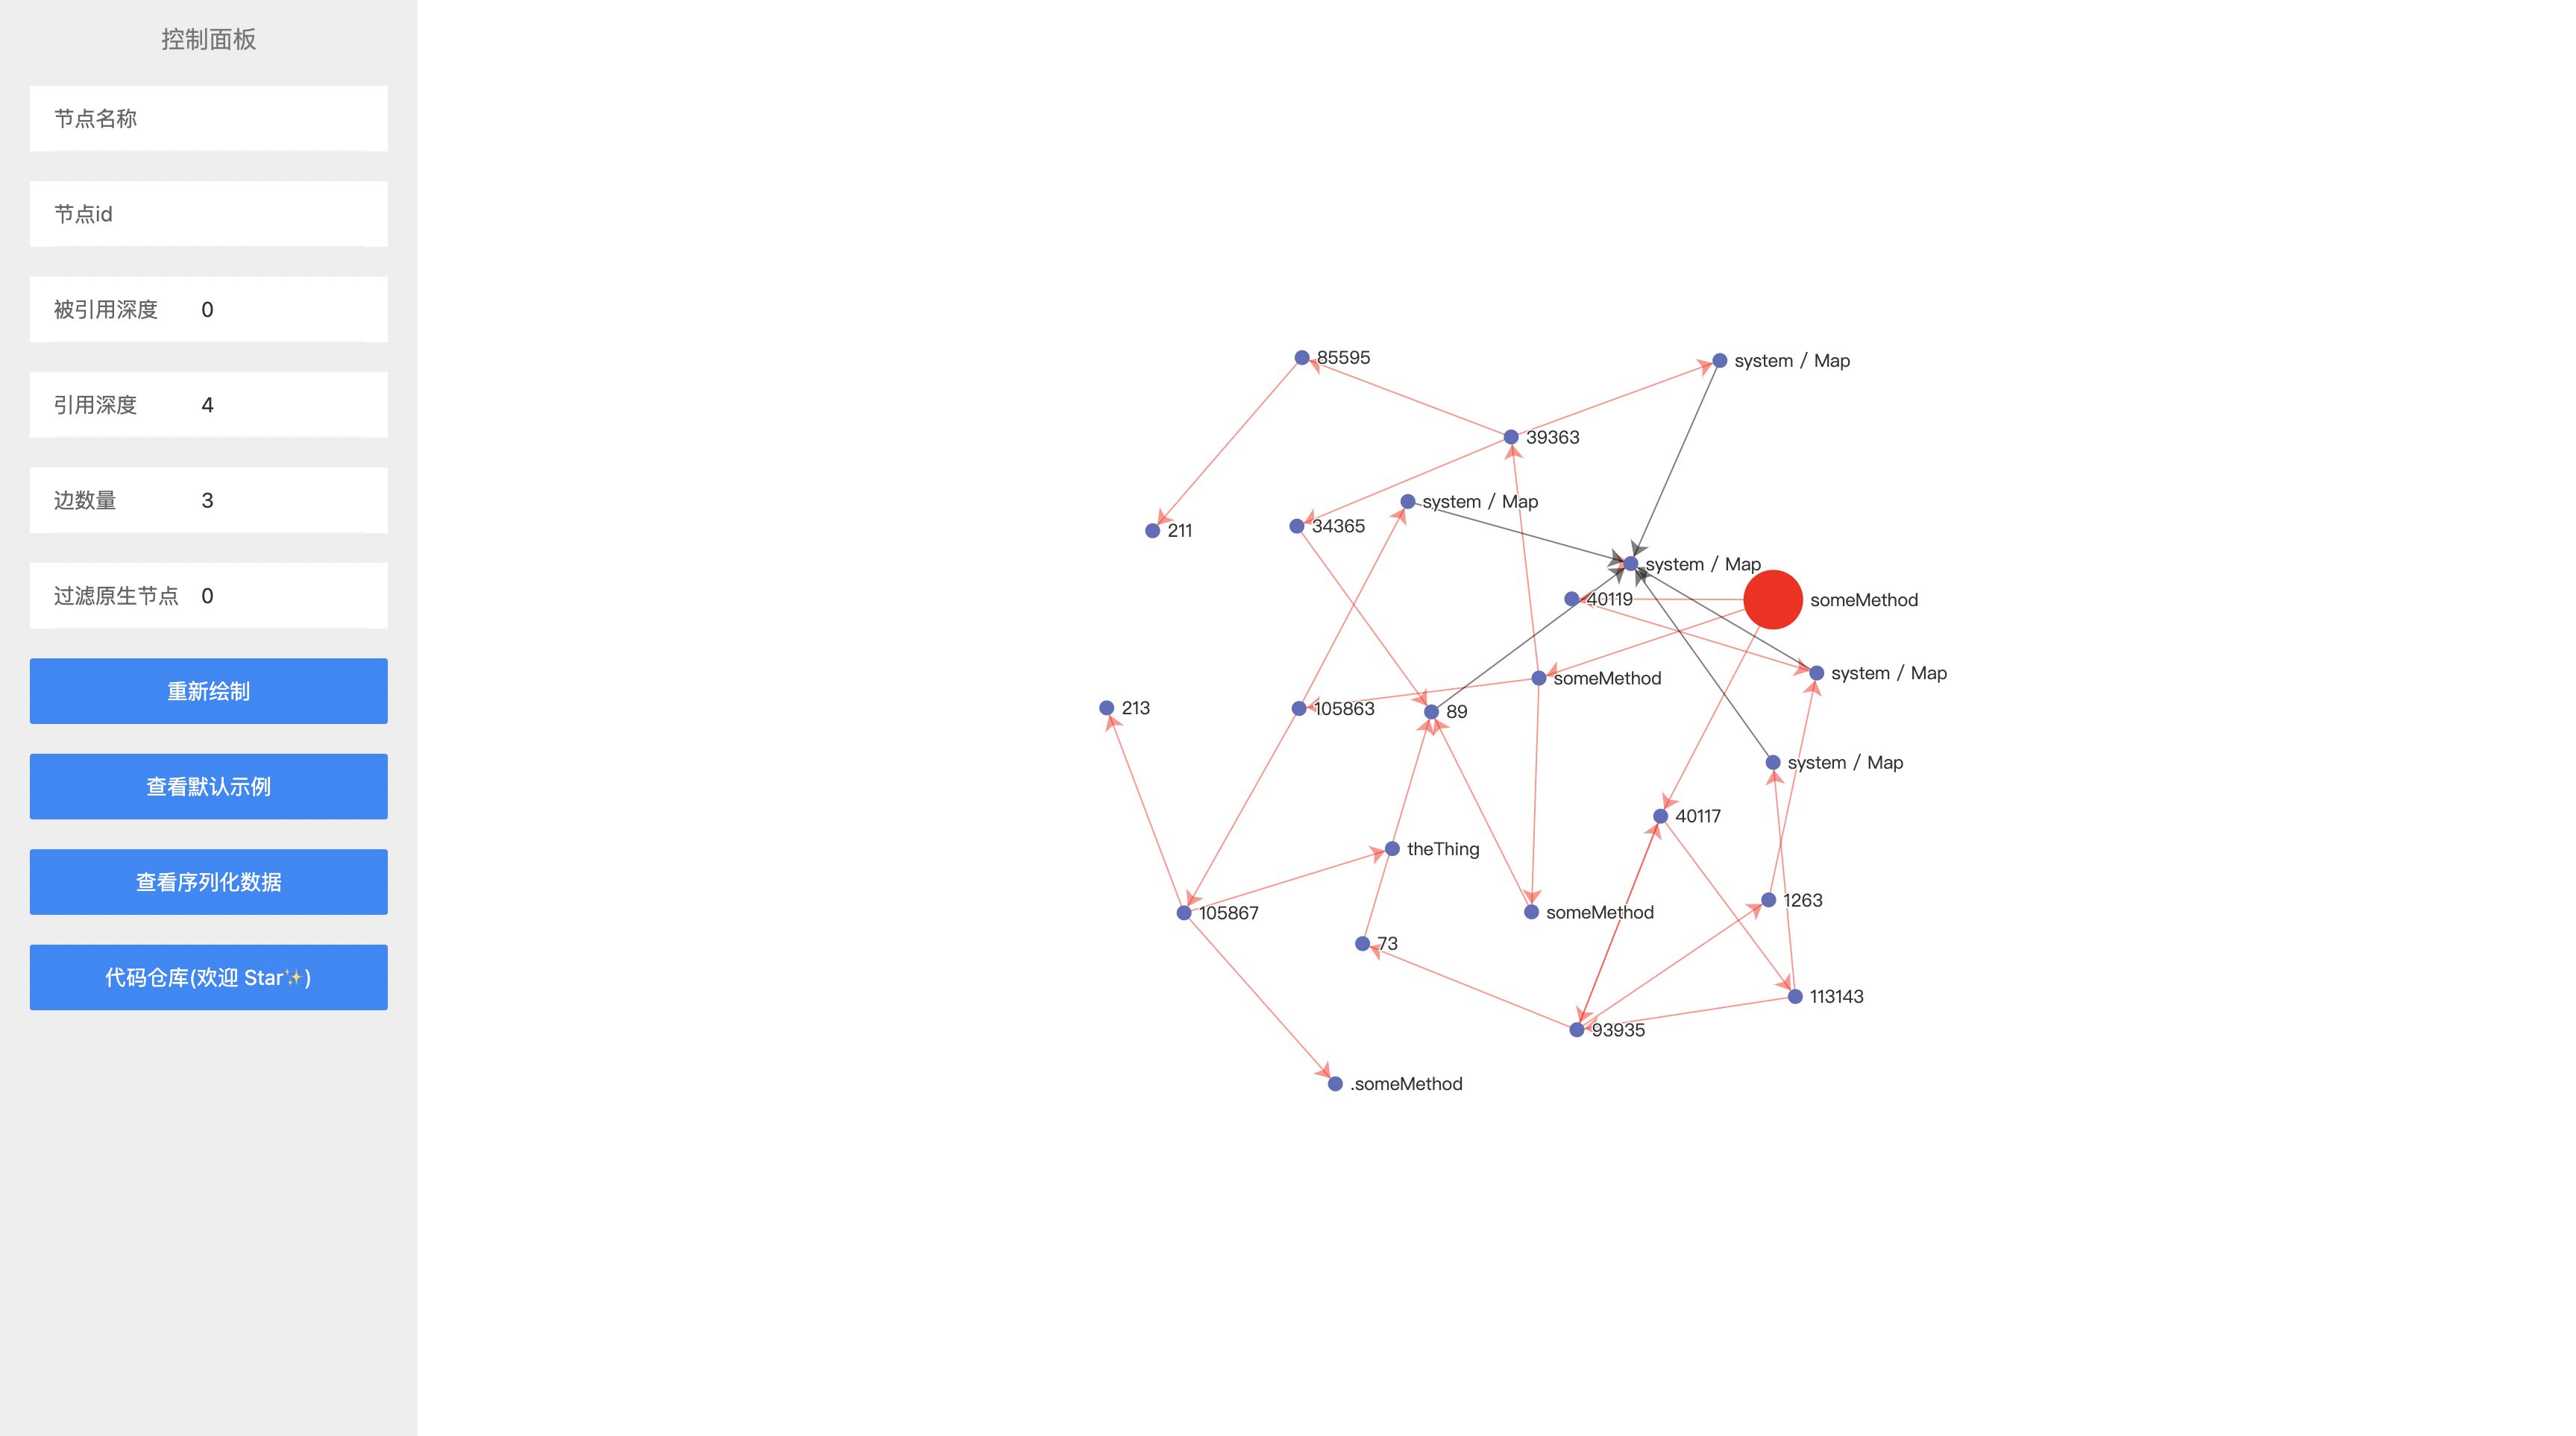 控制面板
节点名称
节点id
被引用深度 0
引用深度 4
边数量 3
过滤原生节点 0
重新绘制
查看默认示例
查看序列化数据
代码仓库(欢迎 Star✨)
85595
system / Map
39363
system / Map
34365
211
system / Map
40119
someMethod
system / Map
someMethod
213
105863
89
system / Map
40117
theThing
1263
someMethod
105867
73
113143
93935
.someMethod